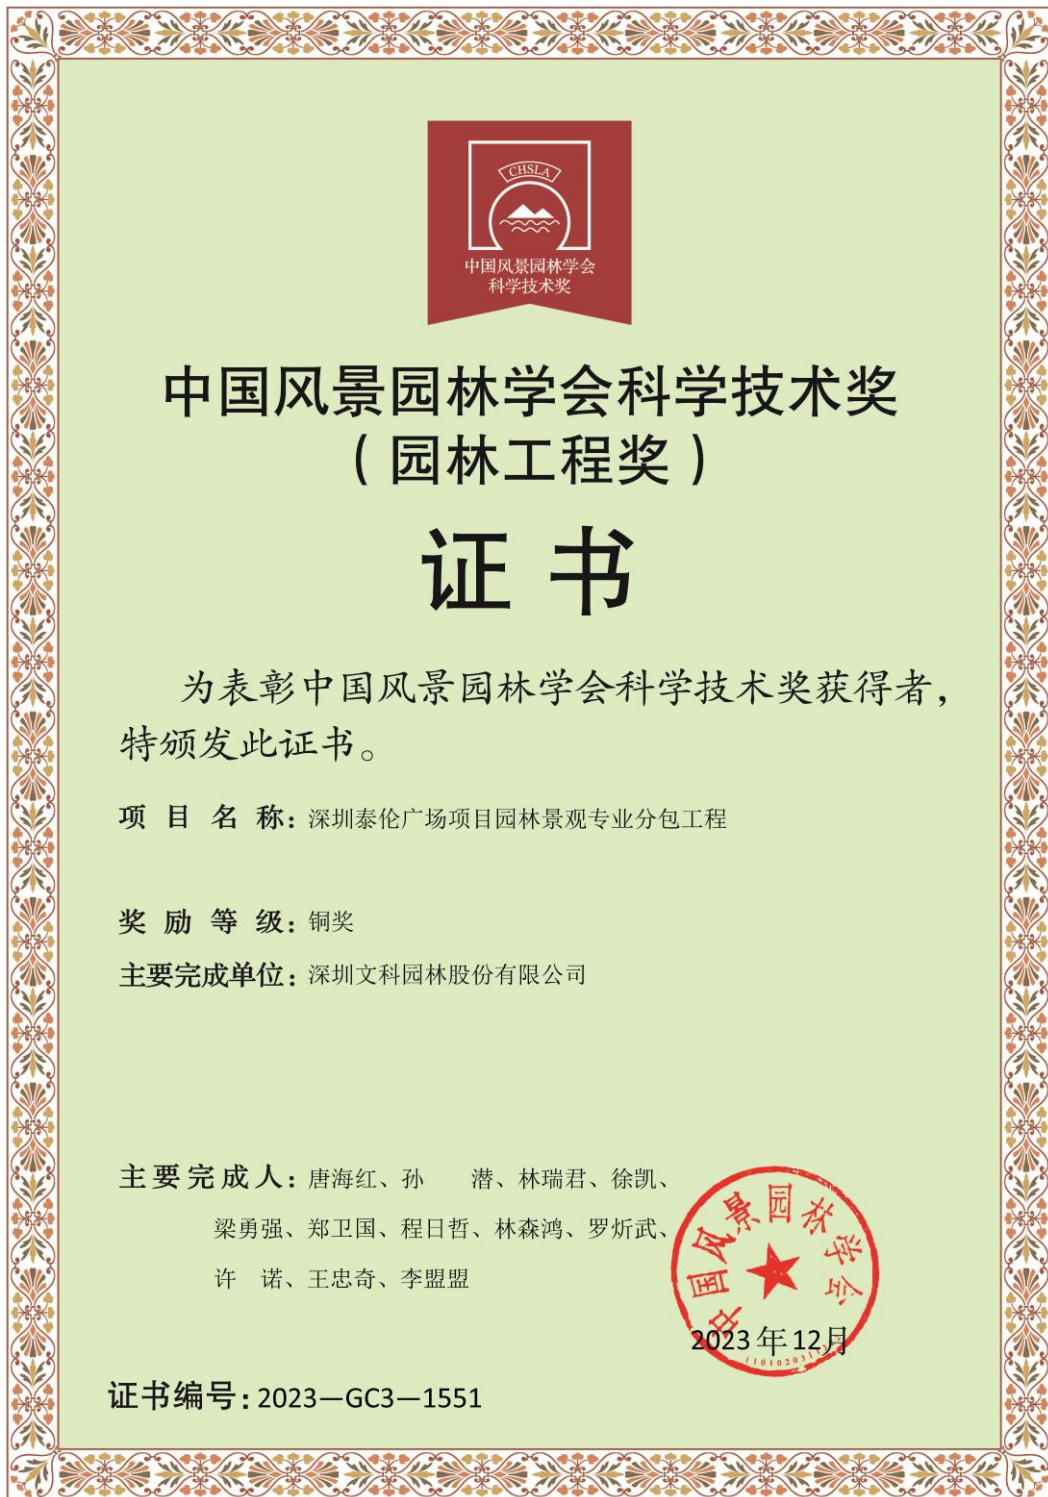 CHSLA
中国风景园林学会
科学技术奖
中国风景园林学会科学技术奖
（园林工程奖）
证书
为表彰中国风景园林学会科学技术奖获得者，
特颁发此证书。
项目名称：深圳泰伦广场项目园林景观专业分包工程
奖励等级：铜奖
主要完成单位：深圳文科园林股份有限公司
主要完成人：唐海红、孙　　潜、林瑞君、徐凯、
梁勇强、郑卫国、程日哲、林森鸿、罗炘武、
许　诺、王忠奇、李盟盟
中国风景园林学会
2023年12月
证书编号：2023—GC3—1551